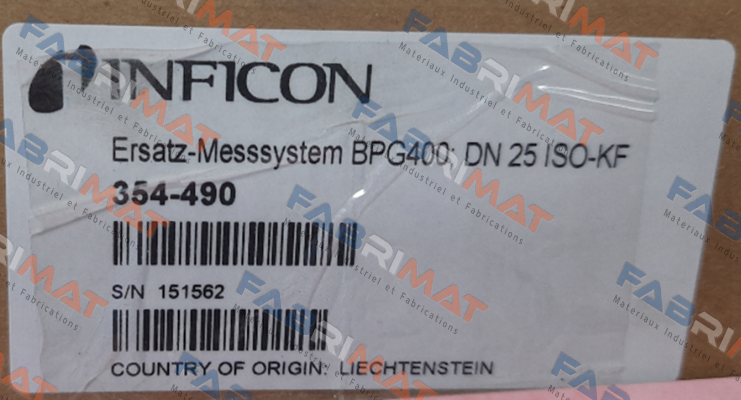 INFICON
Ersatz-Messsystem BPG400; DN 25 ISO-KF
354-490
S/N 151562
COUNTRY OF ORIGIN: LIECHTENSTEIN
FABRIMAT
Materiaux Industriel et Fabrications